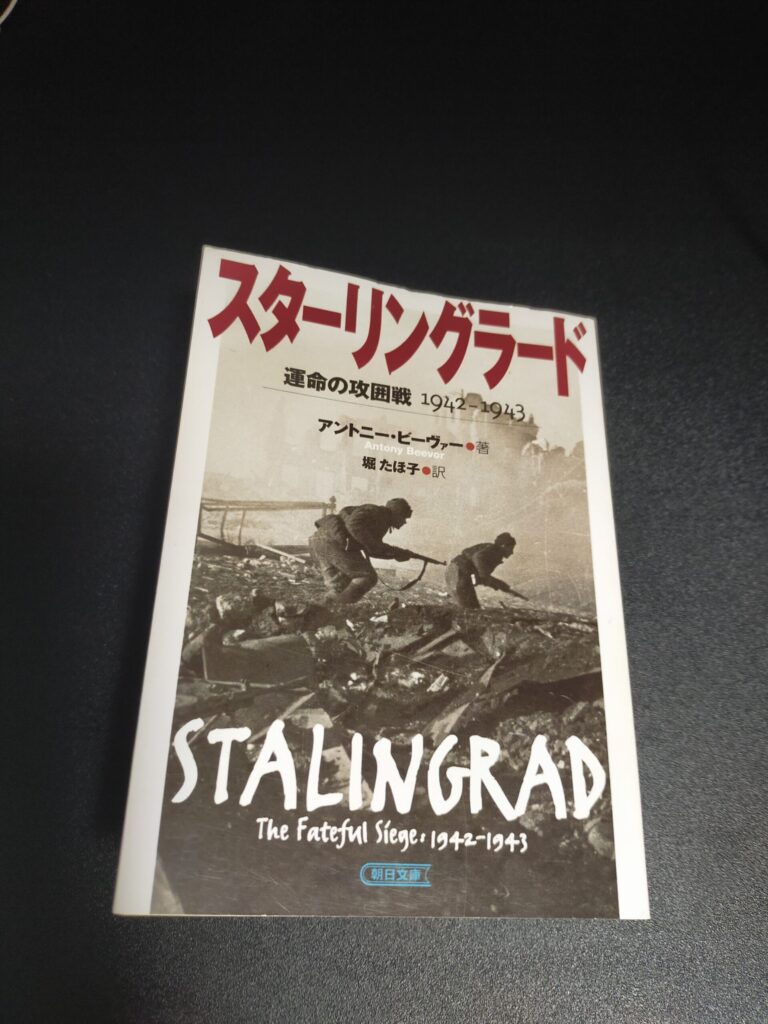 スターリングラード
運命の攻囲戦 1942-1943
アントニー・ビーヴァー●著
Antony Beevor
堀 たほ子●訳
STALINGRAD
The Fateful Siege: 1942-1943
朝日文庫